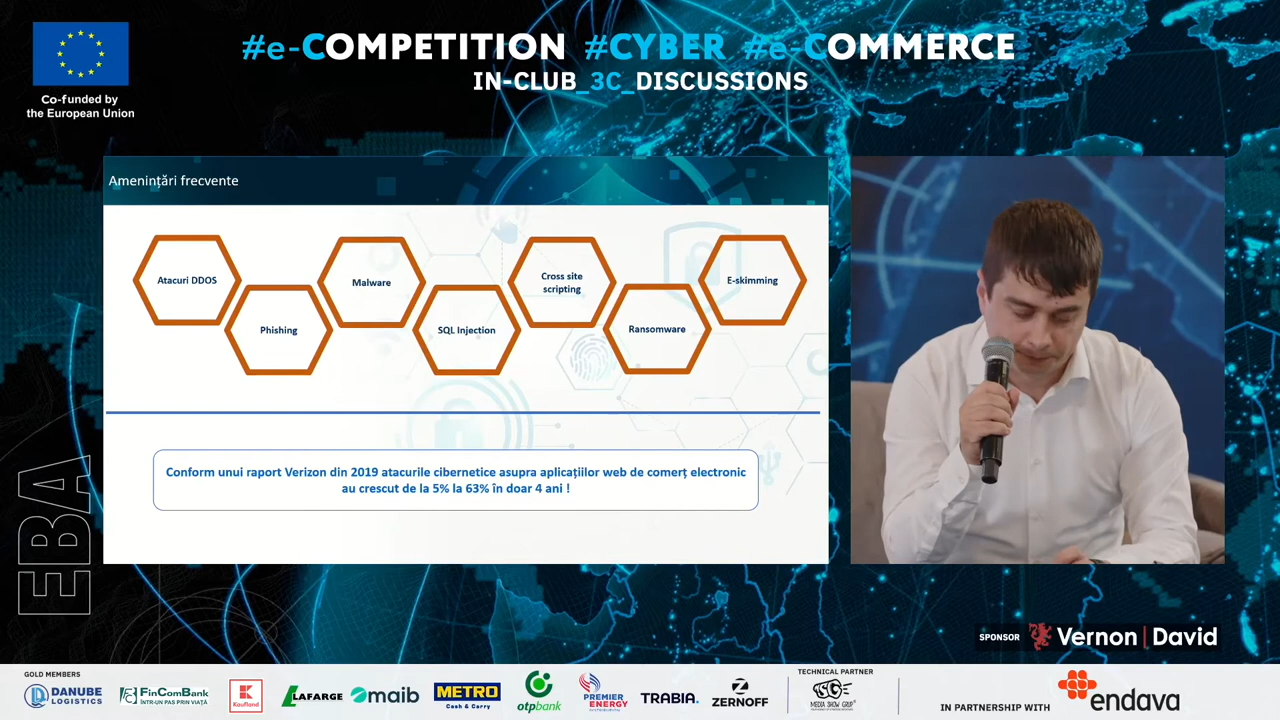 #e-COMPETITION #CYBER #e-COMMERCE
IN-CLUB_3C_DISCUSSIONS
Co-funded by
the European Union
Amenințări frecvente
Atacuri DDOS
Phishing
Malware
SQL Injection
Cross site
scripting
Ransomware
E-skimming
Conform unui raport Verizon din 2019 atacurile cibernetice asupra aplicațiilor web de comerț electronic
au crescut de la 5% la 63% în doar 4 ani !
EBA
SPONSOR
Vernon | David
GOLD MEMBERS
DANUBE
LOGISTICS
FinComBank
ÎNTR-UN PAS PRIN VIAȚĂ
Kaufland
LAFARGE
maib
METRO
Cash & Carry
otpbank
PREMIER
ENERGY
TRABIA.
ZERNOFF
TECHNICAL PARTNER
MEDIA SHOW GRUP
IN PARTNERSHIP WITH
endava